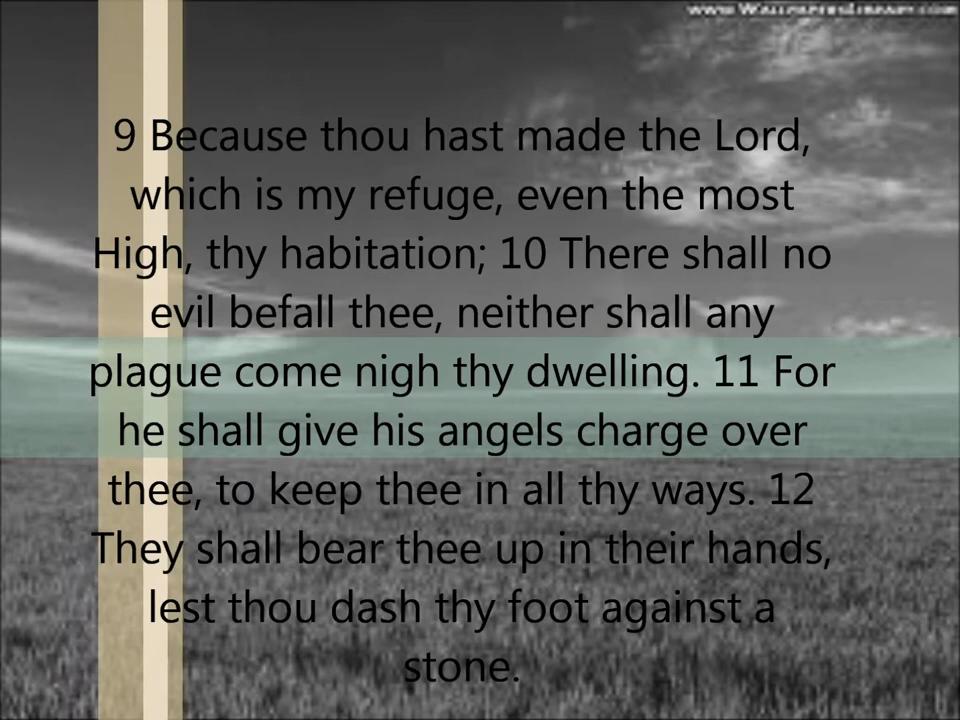 9 Because thou hast made the Lord,
which is my refuge, even the most
High, thy habitation; 10 There shall no
evil befall thee, neither shall any
plague come nigh thy dwelling. 11 For
he shall give his angels charge over
thee, to keep thee in all thy ways. 12
They shall bear thee up in their hands,
lest thou dash thy foot against a
stone.